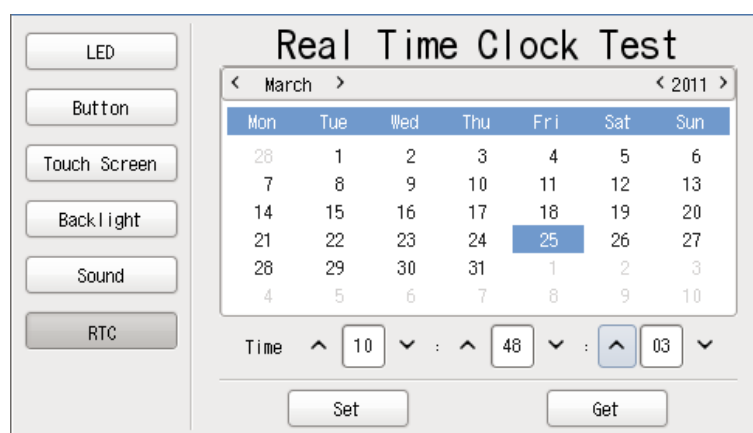 LED
Button
Touch Screen
Backlight
Sound
RTC
Real Time Clock Test
< March > < 2011 >
Mon Tue Wed Thu Fri Sat Sun
28 1 2 3 4 5 6
7 8 9 10 11 12 13
14 15 16 17 18 19 20
21 22 23 24 25 26 27
28 29 30 31 1 2 3
4 5 6 7 8 9 10
Time 10 : 48 : 03
Set Get